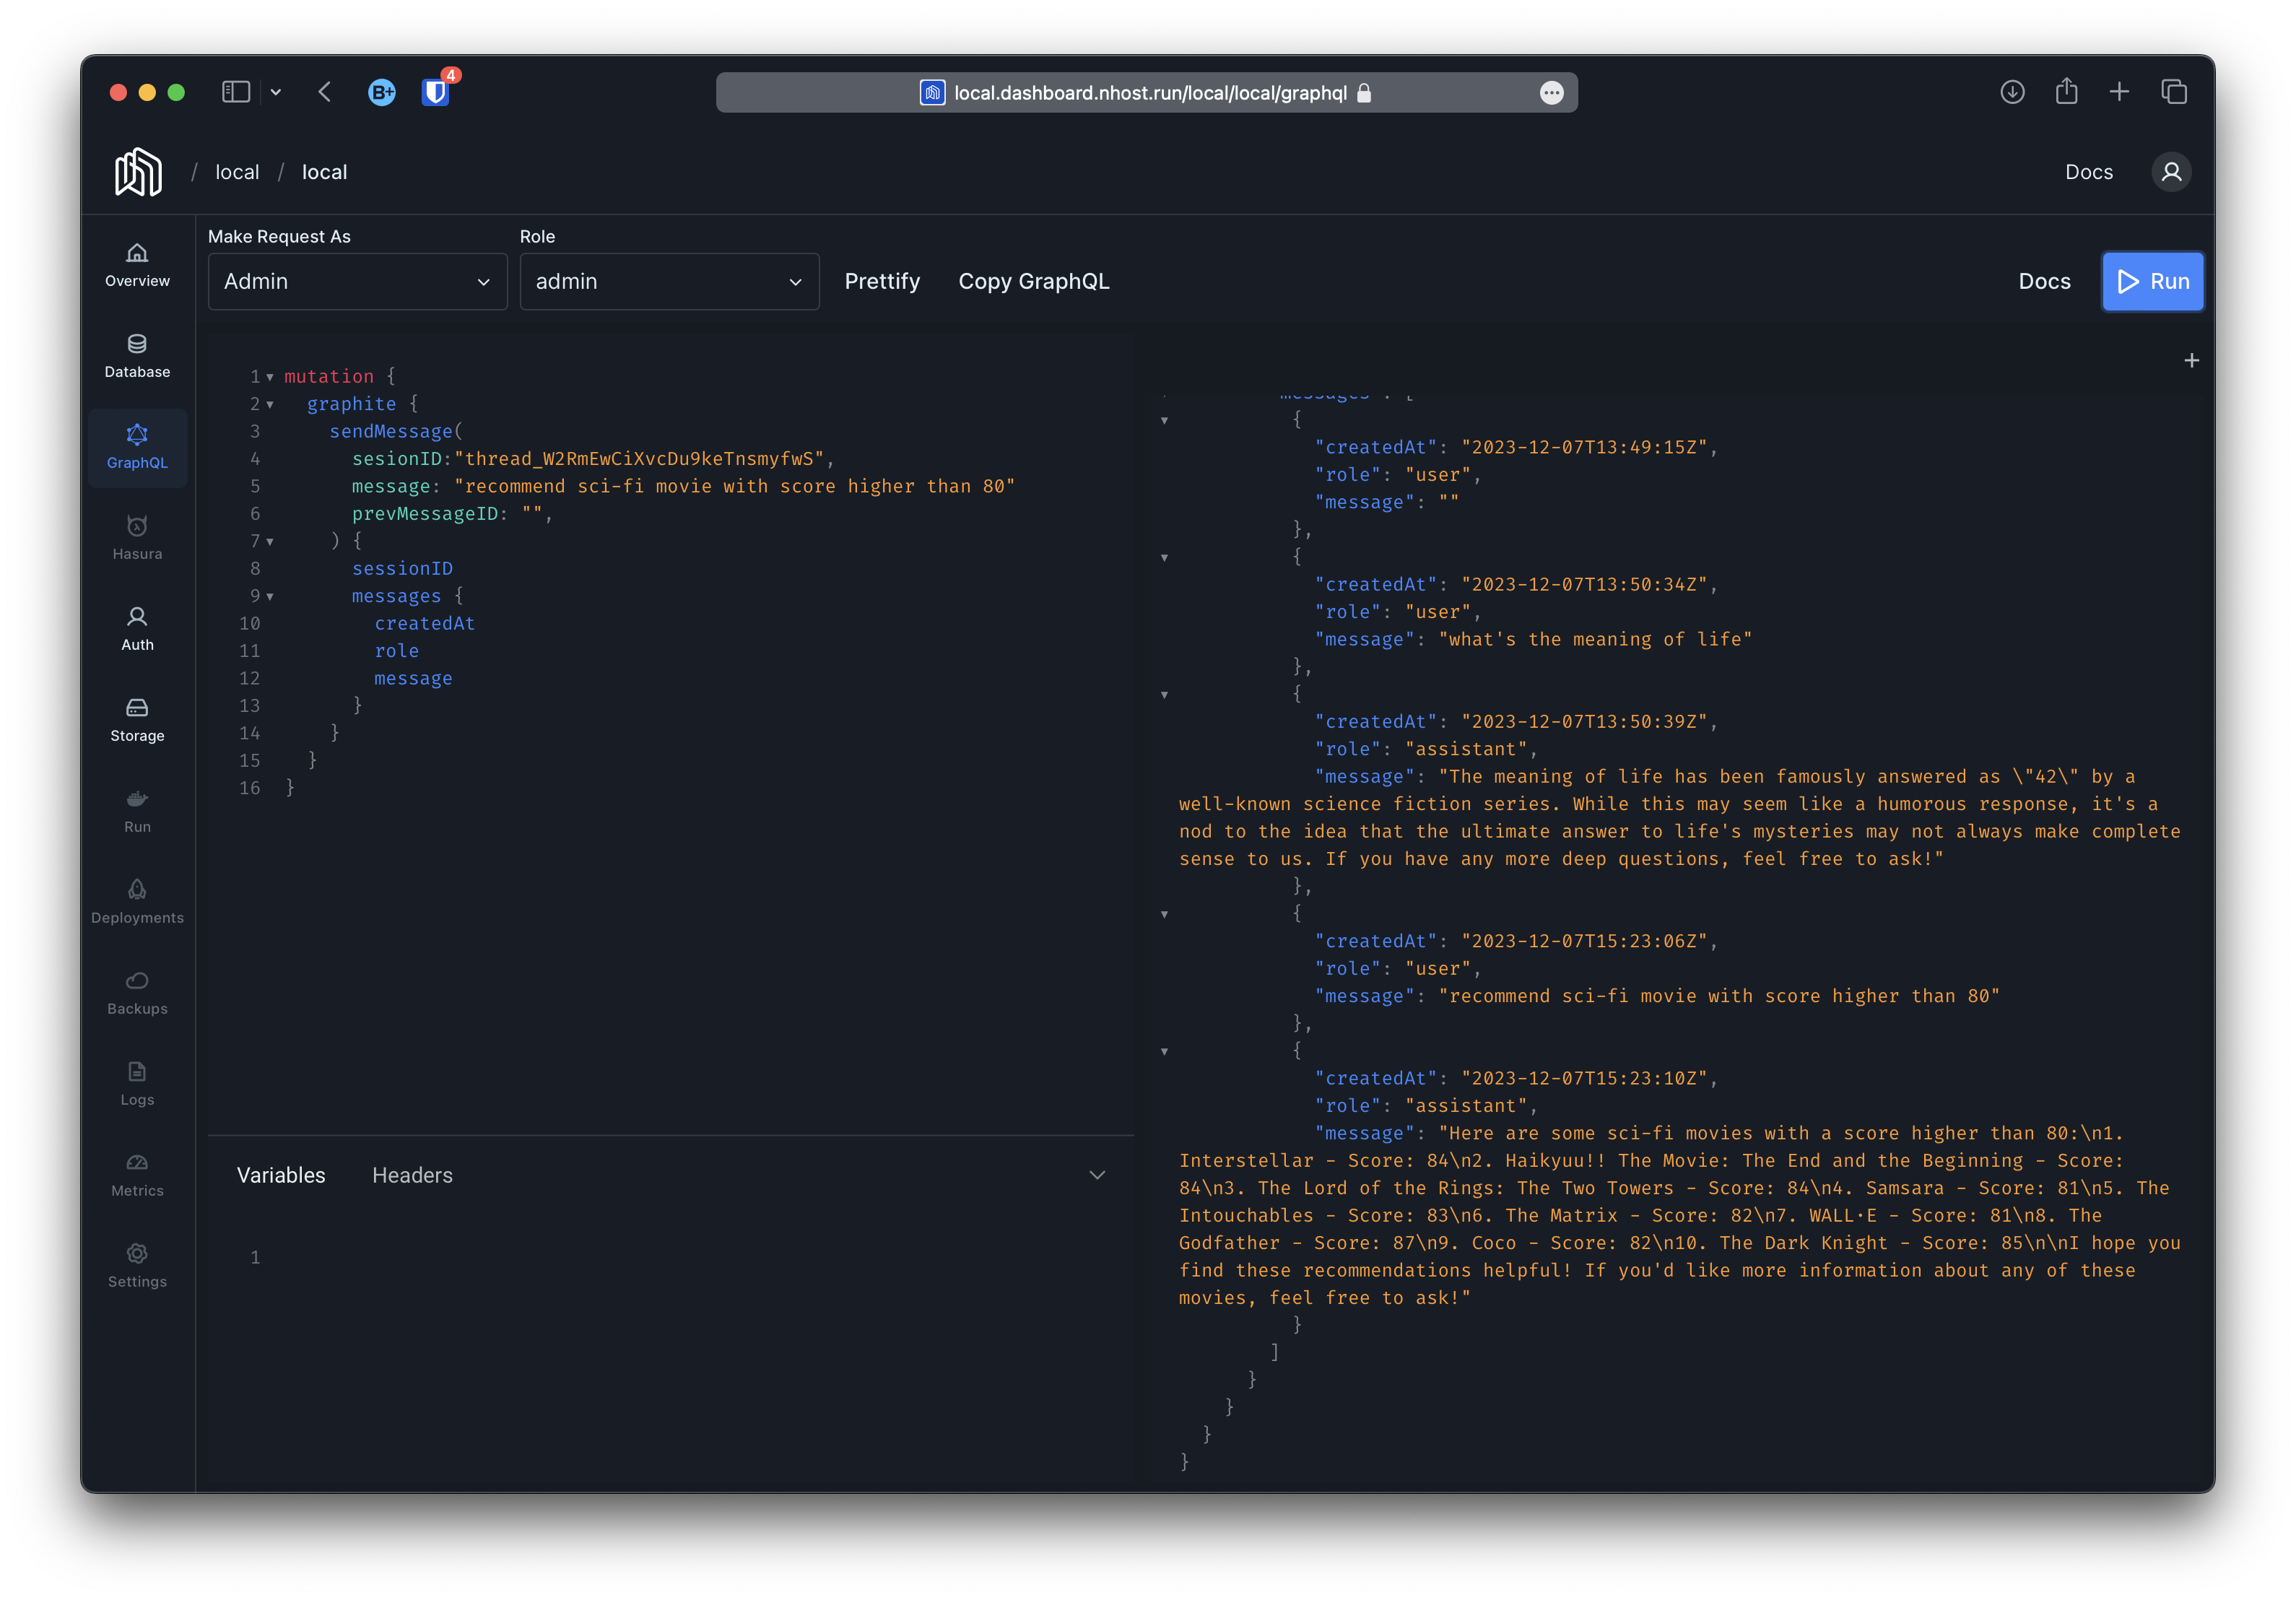 4
B+
local.dashboard.nhost.run/local/local/graphql
/ local / local
Docs
Overview
Database
GraphQL
Hasura
Auth
Storage
Run
Deployments
Backups
Logs
Metrics
Settings
Make Request As
Role
Admin
admin
Prettify
Copy GraphQL
Docs
Run
1 mutation {
2 graphite {
3 sendMessage(
4 sesionID:"thread_W2RmEwCiXvcDu9keTnsmyfwS",
5 message: "recommend sci-fi movie with score higher than 80"
6 prevMessageID: "",
7 ) {
8 sessionID
9 messages {
10 createdAt
11 role
12 message
13 }
14 }
15 }
16 }
Variables
Headers
1
"messages": [
{
"createdAt": "2023-12-07T13:49:15Z",
"role": "user",
"message": ""
},
{
"createdAt": "2023-12-07T13:50:34Z",
"role": "user",
"message": "what's the meaning of life"
},
{
"createdAt": "2023-12-07T13:50:39Z",
"role": "assistant",
"message": "The meaning of life has been famously answered as \"42\" by a
well-known science fiction series. While this may seem like a humorous response, it's a
nod to the idea that the ultimate answer to life's mysteries may not always make complete
sense to us. If you have any more deep questions, feel free to ask!"
},
{
"createdAt": "2023-12-07T15:23:06Z",
"role": "user",
"message": "recommend sci-fi movie with score higher than 80"
},
{
"createdAt": "2023-12-07T15:23:10Z",
"role": "assistant",
"message": "Here are some sci-fi movies with a score higher than 80:\n1.
Interstellar - Score: 84\n2. Haikyuu!! The Movie: The End and the Beginning - Score:
84\n3. The Lord of the Rings: The Two Towers - Score: 84\n4. Samsara - Score: 81\n5. The
Intouchables - Score: 83\n6. The Matrix - Score: 82\n7. WALL·E - Score: 81\n8. The
Godfather - Score: 87\n9. Coco - Score: 82\n10. The Dark Knight - Score: 85\n\nI hope you
find these recommendations helpful! If you'd like more information about any of these
movies, feel free to ask!"
}
]
}
}
}
}